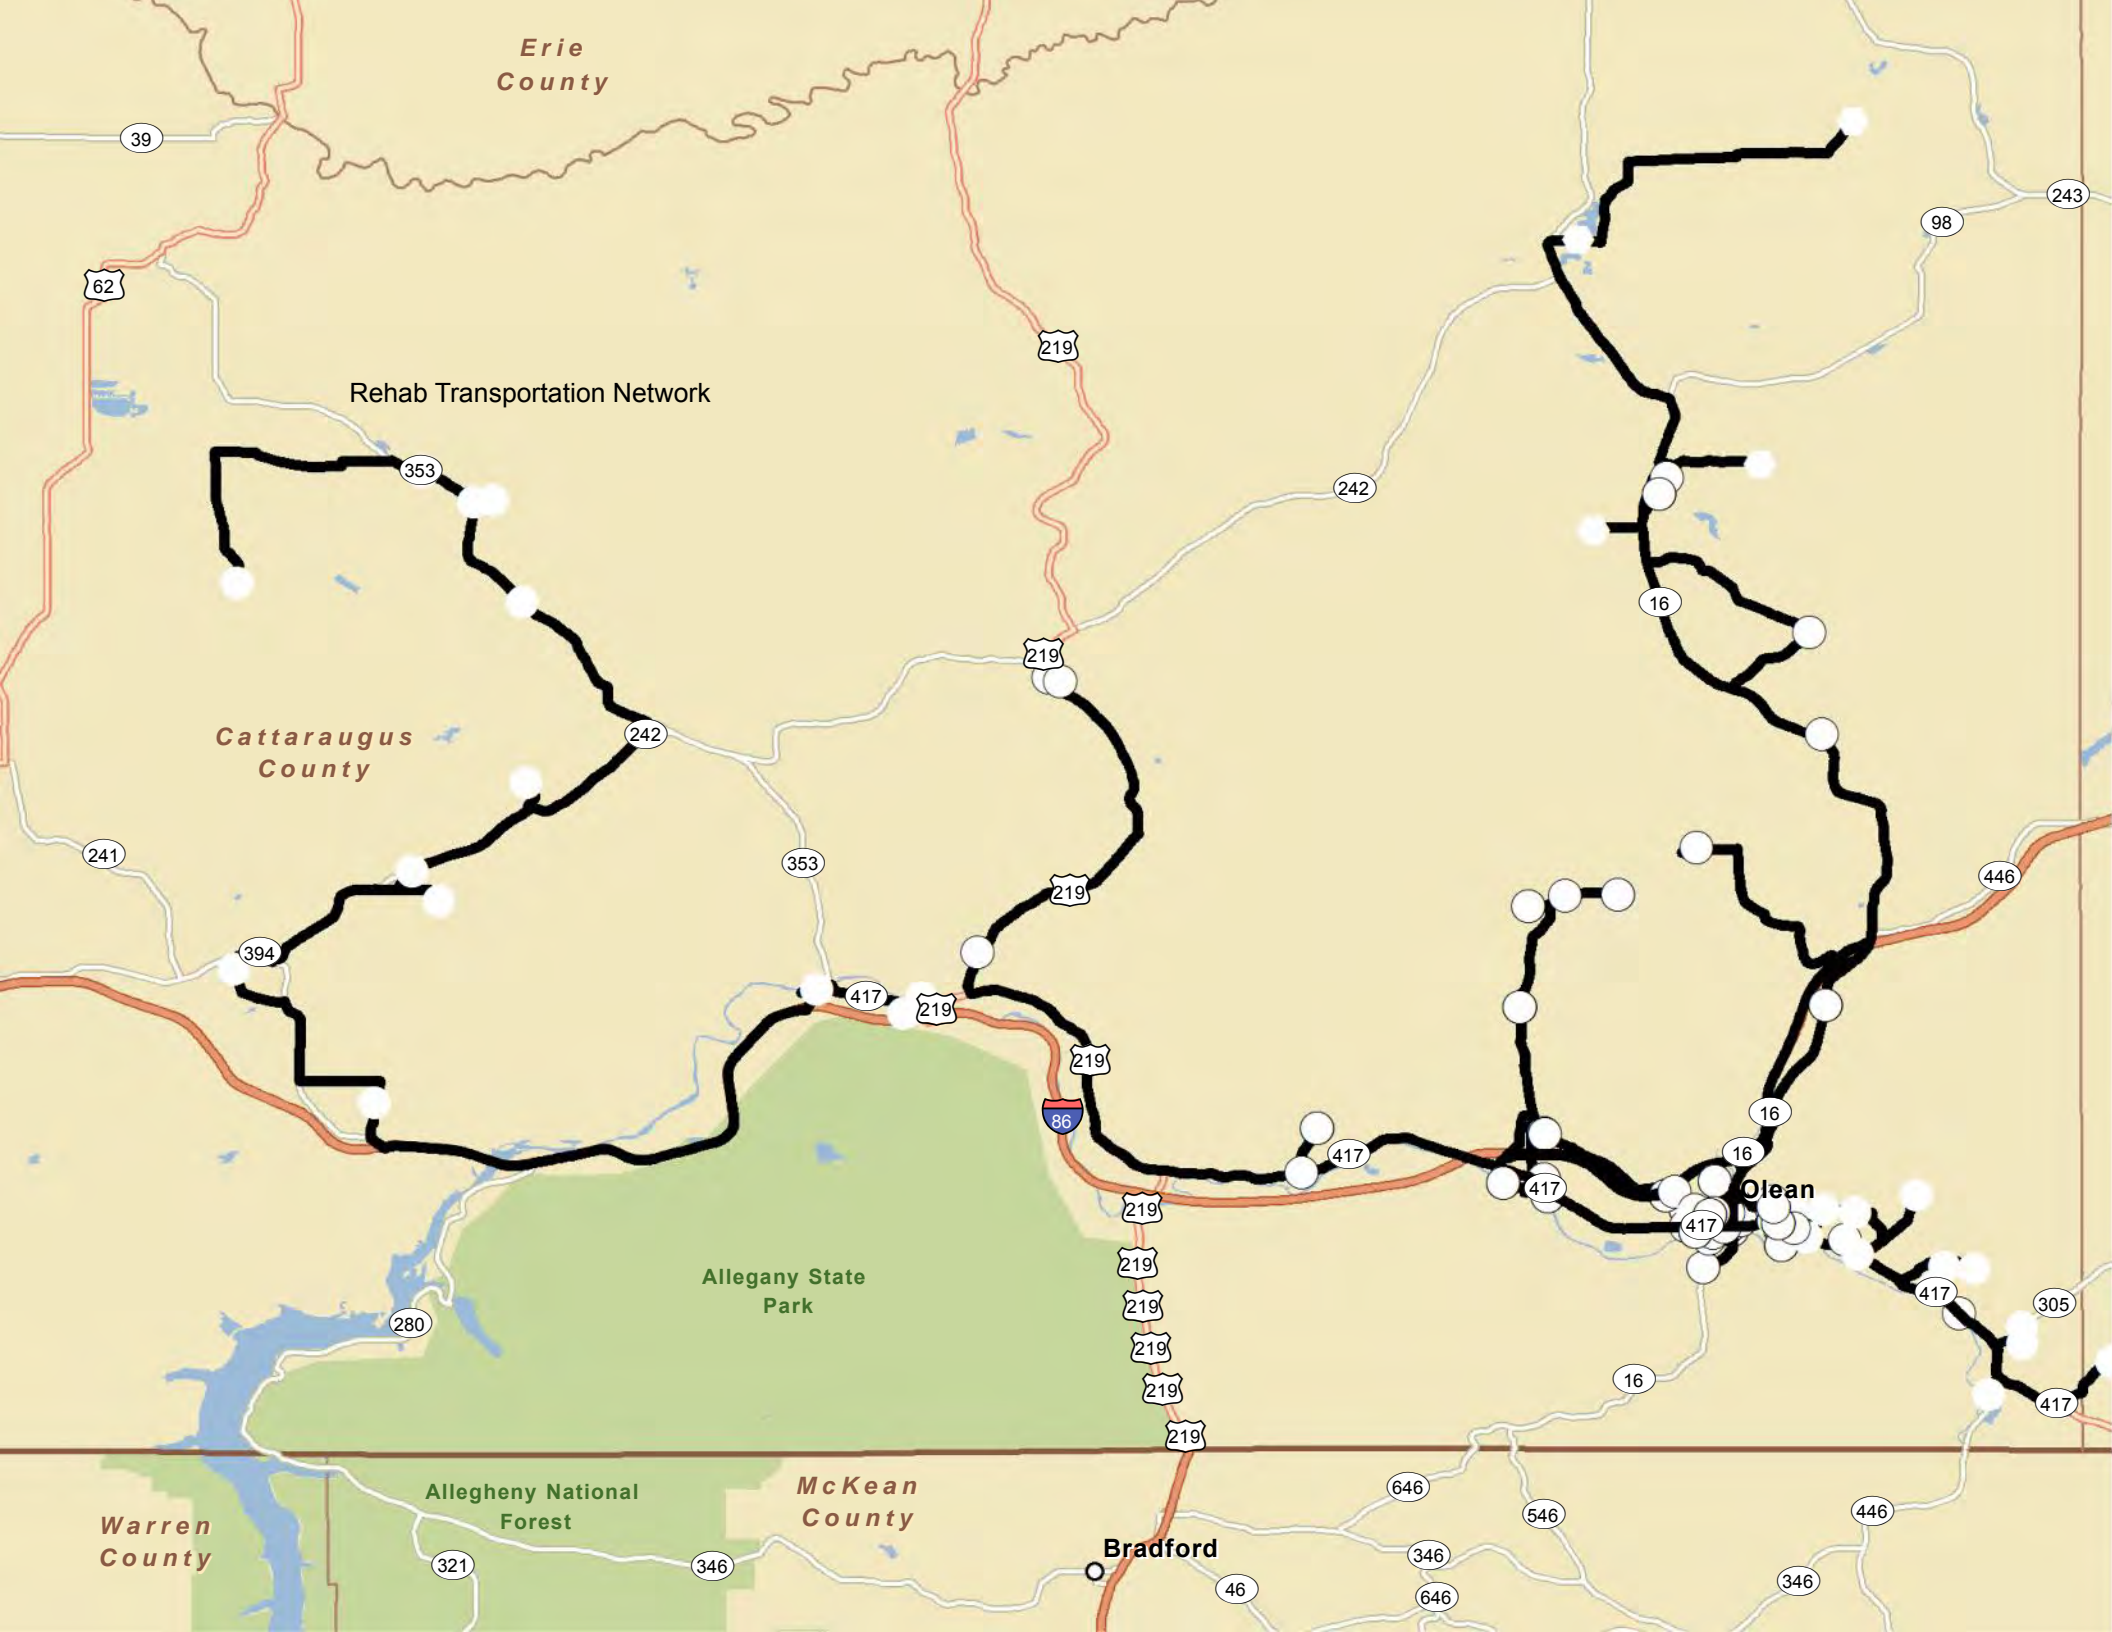 Erie
County
39
243
98
62
219
Rehab Transportation Network
353
242
16
219
Cattaraugus
County
242
241
353
446
219
394
417
219
219
86
16
16
417
417
Olean
219
417
219
Allegany State
Park
417
305
219
280
219
16
219
417
219
Allegheny National
Forest
McKean
County
646
546
446
Warren
County
Bradford
321
346
346
46
346
646